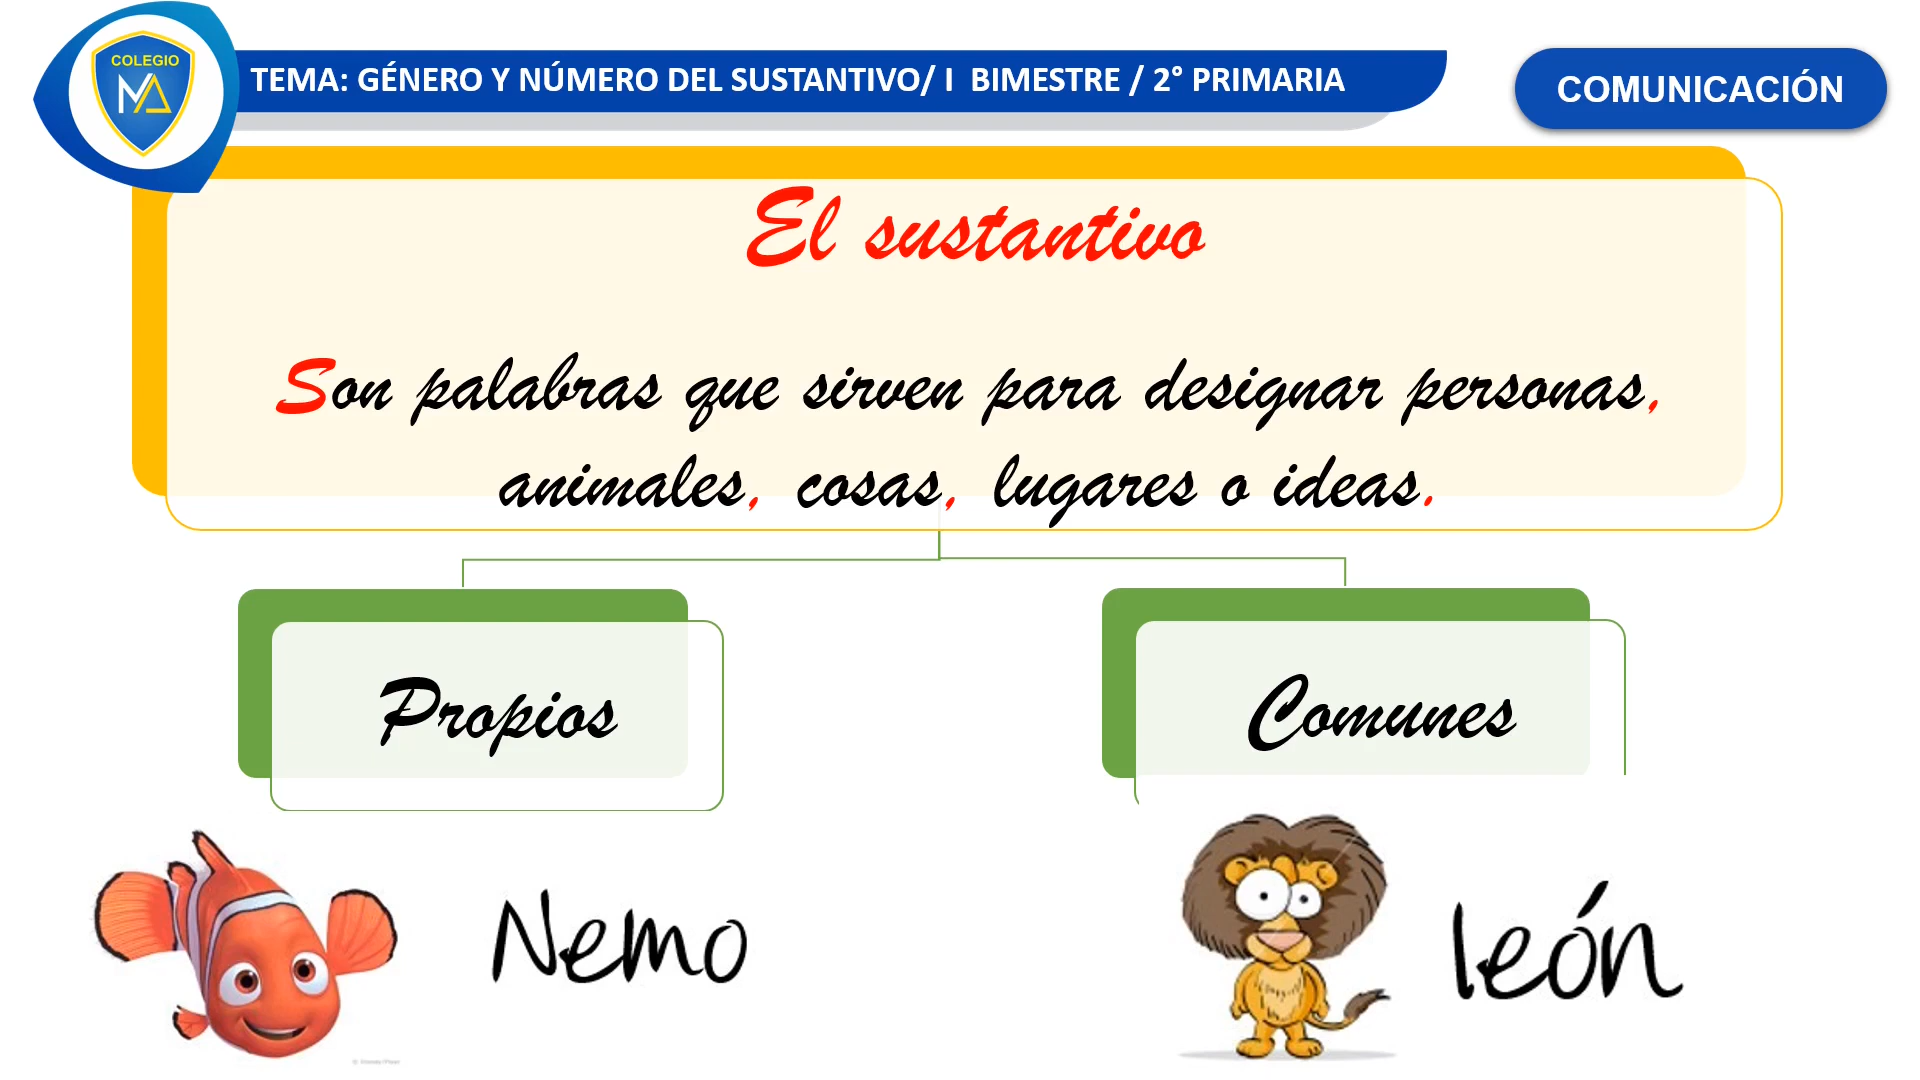 COLEGIO
MA
TEMA: GÉNERO Y NÚMERO DEL SUSTANTIVO/ I BIMESTRE / 2° PRIMARIA
COMUNICACIÓN
El sustantivo
Son palabras que sirven para designar personas,
animales, cosas, lugares o ideas.
Propios
Comunes
Nemo
león